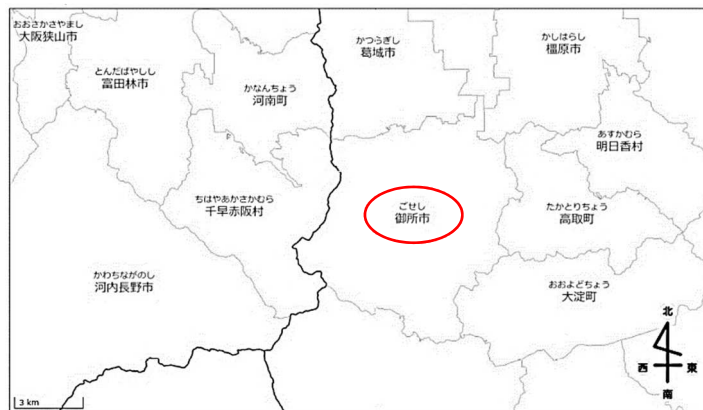 おおさかさやまし
大阪狭山市
とんだばやしし
富田林市
かなんちょう
河南町
かつらぎし
葛城市
かしはらし
橿原市
あすかむら
明日香村
ちはやあかさかむら
千早赤阪村
ごせし
御所市
たかとりちょう
高取町
かわちながのし
河内長野市
おおよどちょう
大淀町
北
西 東
南
3 km